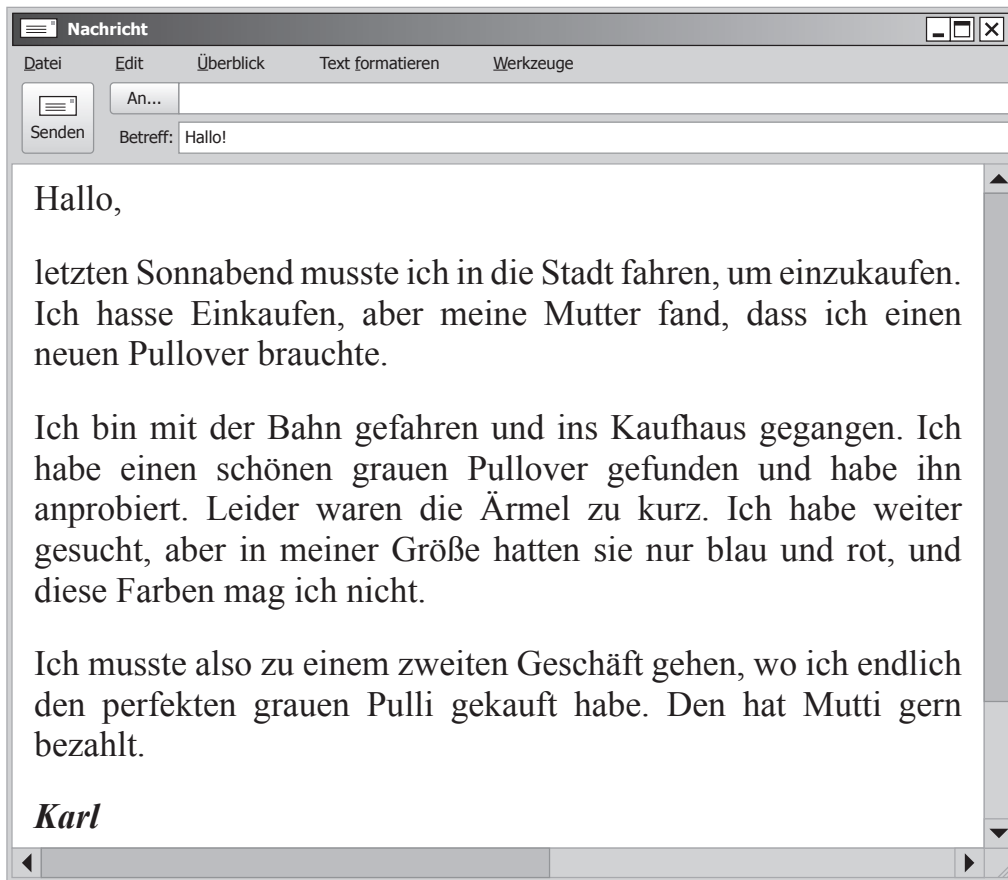 Nachricht
Datei Edit Überblick Text formatieren Werkzeuge
An...
Senden
Betreff: Hallo!
Hallo,
letzten Sonnabend musste ich in die Stadt fahren, um einzukaufen.
Ich hasse Einkaufen, aber meine Mutter fand, dass ich einen
neuen Pullover brauchte.
Ich bin mit der Bahn gefahren und ins Kaufhaus gegangen. Ich
habe einen schönen grauen Pullover gefunden und habe ihn
anprobiert. Leider waren die Ärmel zu kurz. Ich habe weiter
gesucht, aber in meiner Größe hatten sie nur blau und rot, und
diese Farben mag ich nicht.
Ich musste also zu einem zweiten Geschäft gehen, wo ich endlich
den perfekten grauen Pulli gekauft habe. Den hat Mutti gern
bezahlt.
Karl